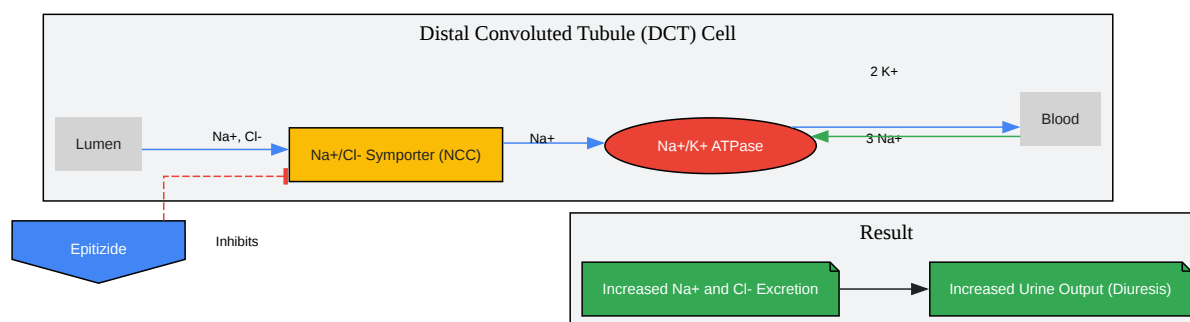 Distal Convoluted Tubule (DCT) Cell
2 K+
Lumen
Na+, Cl-
Na+/Cl- Symporter (NCC)
Na+
Na+/K+ ATPase
3 Na+
Blood
Epitizide
Inhibits
Result
Increased Na+ and Cl- Excretion
Increased Urine Output (Diuresis)